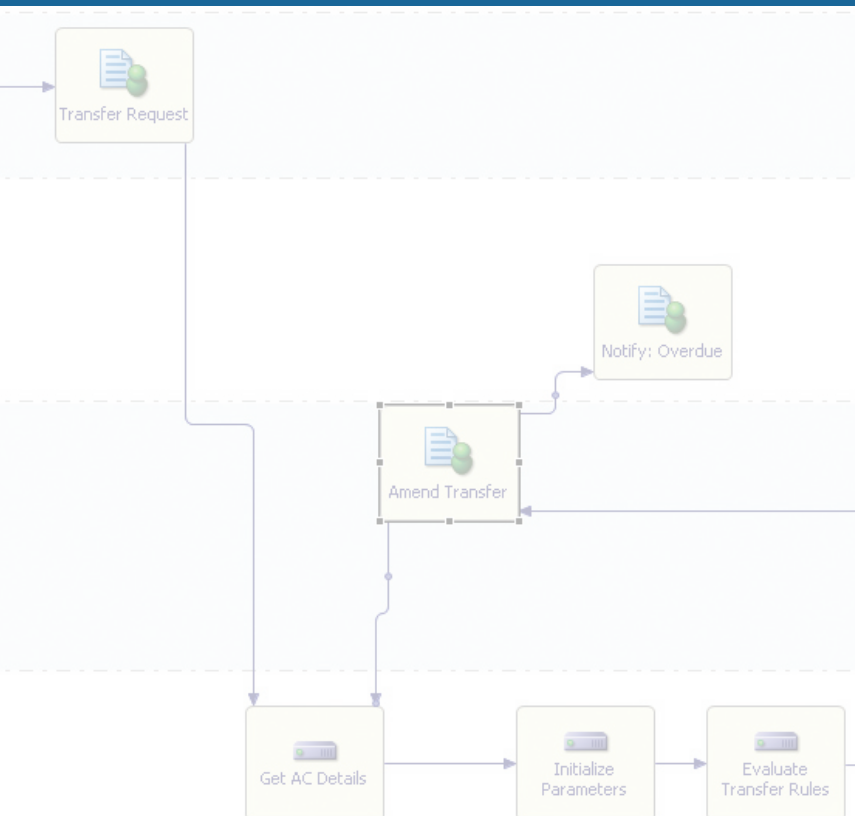 Transfer Request
Notify: Overdue
Amend Transfer
Get AC Details
Initialize
Parameters
Evaluate
Transfer Rules